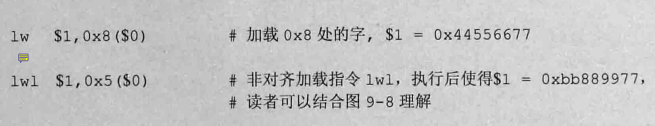 lw $1,0x8($0) # 加载 0x8 处的字, $1 = 0x44556677
lwl $1,0x5($0) # 非对齐加载指令 lwl，执行后使得$1 = 0xbb889977,
# 读者可以结合图 9-8 理解